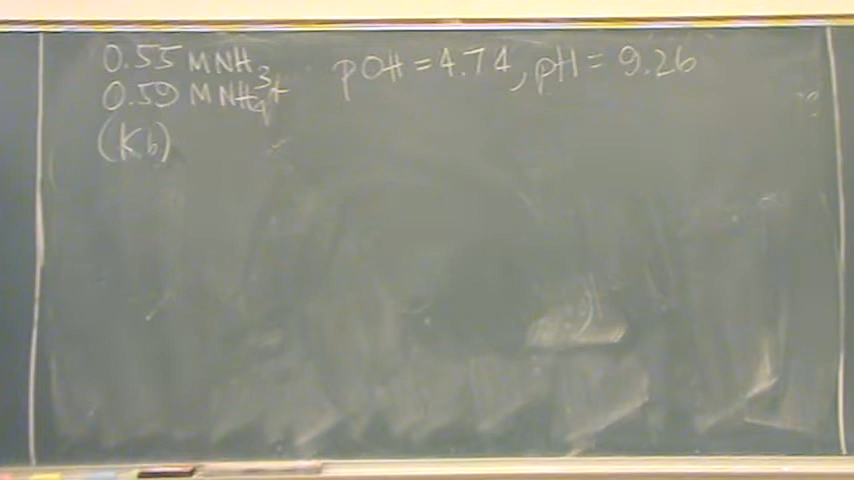 0.55 M NH3 pOH = 4.74, pH = 9.26
0.59 M NH4+
(Kb)